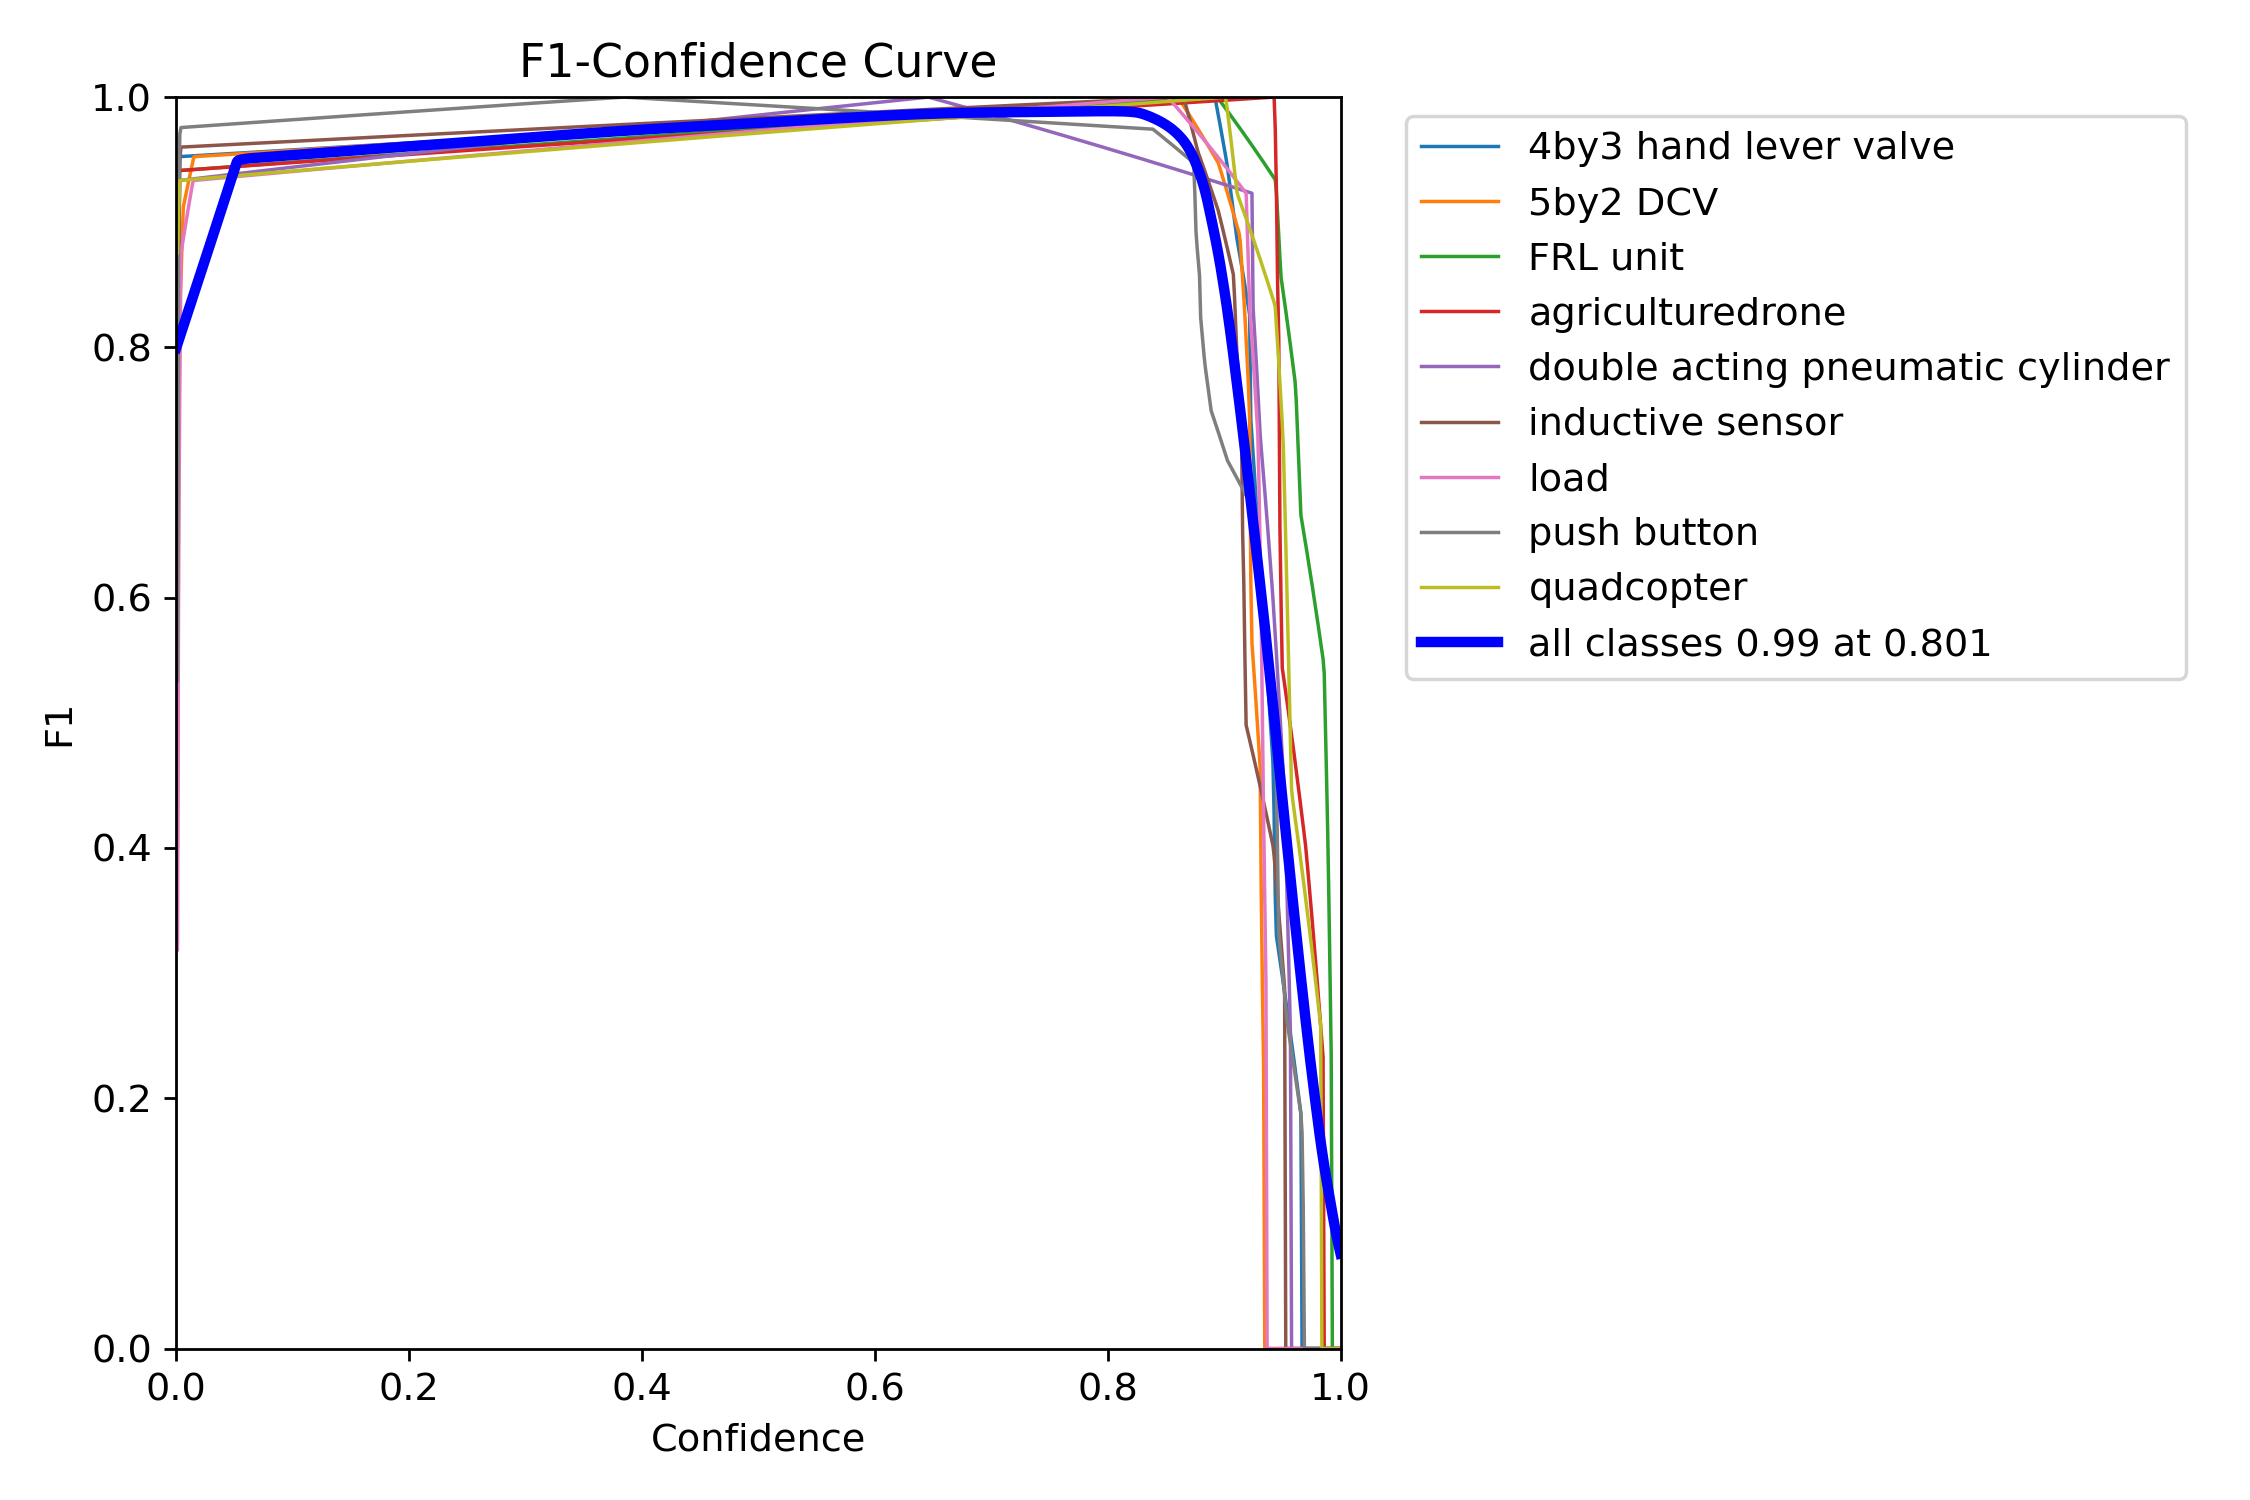 F1-Confidence Curve
1.0
0.8
0.6
0.4
0.2
0.0
F1
0.0 0.2 0.4 0.6 0.8 1.0
Confidence
4by3 hand lever valve
5by2 DCV
FRL unit
agriculturedrone
double acting pneumatic cylinder
inductive sensor
load
push button
quadcopter
all classes 0.99 at 0.801